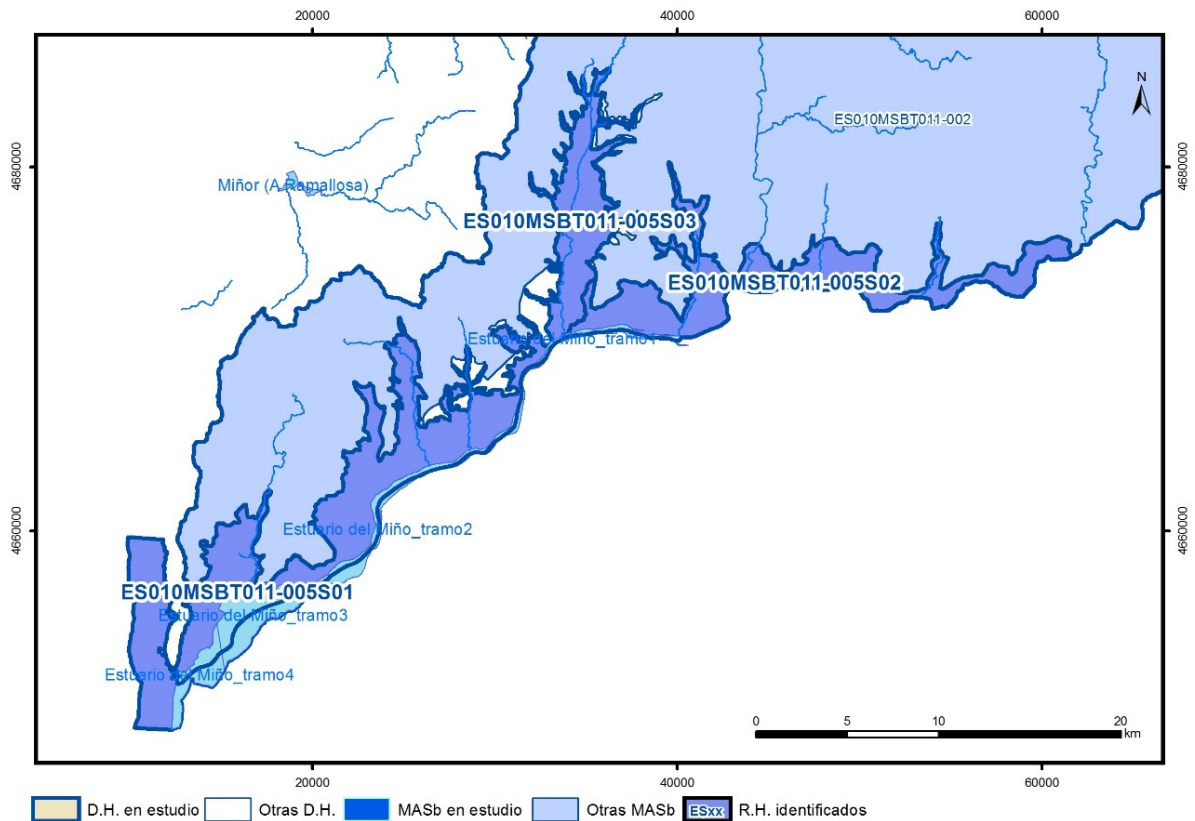 20000
40000
60000
N
ES010MSBT011-002
4680000
4680000
Miñor (A Ramallosa)
ES010MSBT011-005S03
ES010MSBT011-005S02
Estuario del Miño_tramo1
4660000
4660000
Estuario del Miño_tramo2
ES010MSBT011-005S01
Estuario del Miño_tramo3
Estuario del Miño_tramo4
0
5
10
20
km
20000
40000
60000
D.H. en estudio
Otras D.H.
MASb en estudio
Otras MASb
ESxx
R.H. identificados